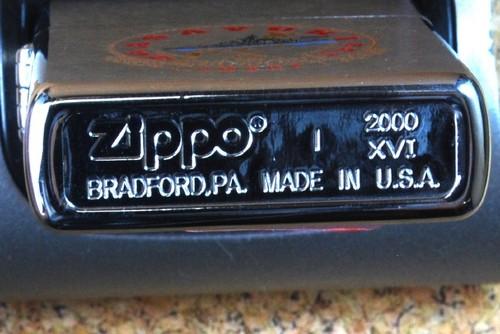 Zippo® I 2000
XVI
BRADFORD,PA. MADE IN U.S.A.